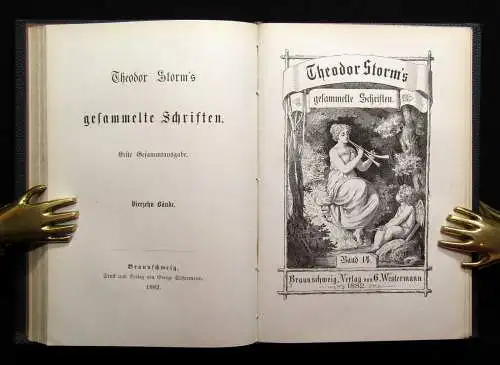 Theodor Storm's
gesammelte Schriften.
Erste Gesammtausgabe.
Vierzehn Bände.
Braunschweig,
Druck und Verlag von George Westermann.
1882.
Theodor Storm's
gesammelte Schriften.
Band 14.
Braunschweig, Verlag von G. Westermann
1882.